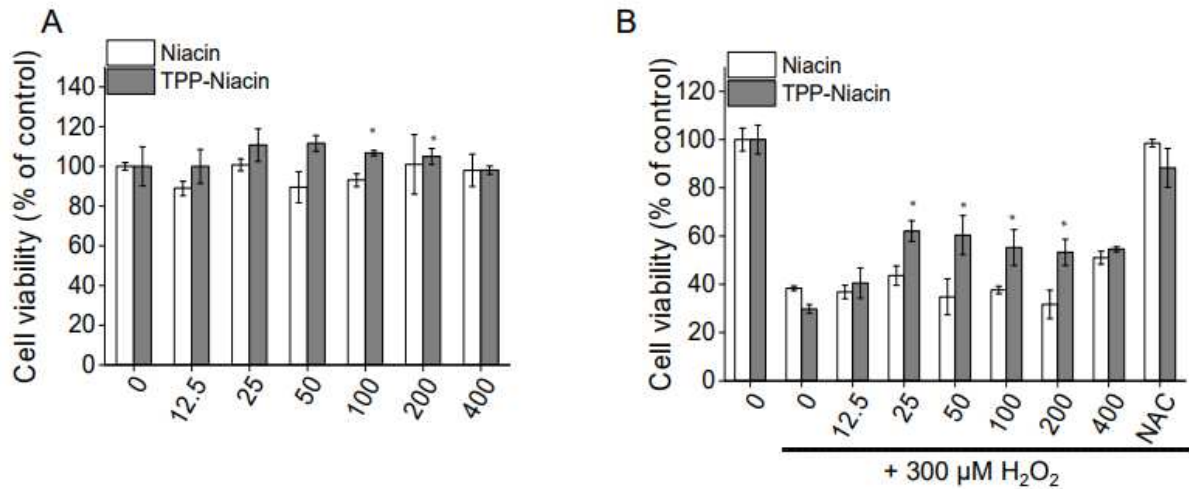 A
Niacin
TPP-Niacin
Cell viability (% of control)
140
120
100
80
60
40
20
0
0 12.5 25 50 100 200 400
* *
B
Niacin
TPP-Niacin
Cell viability (% of control)
120
100
80
60
40
20
0
* * * *
0 0 12.5 25 50 100 200 400 NAC
+ 300 µM H₂O₂